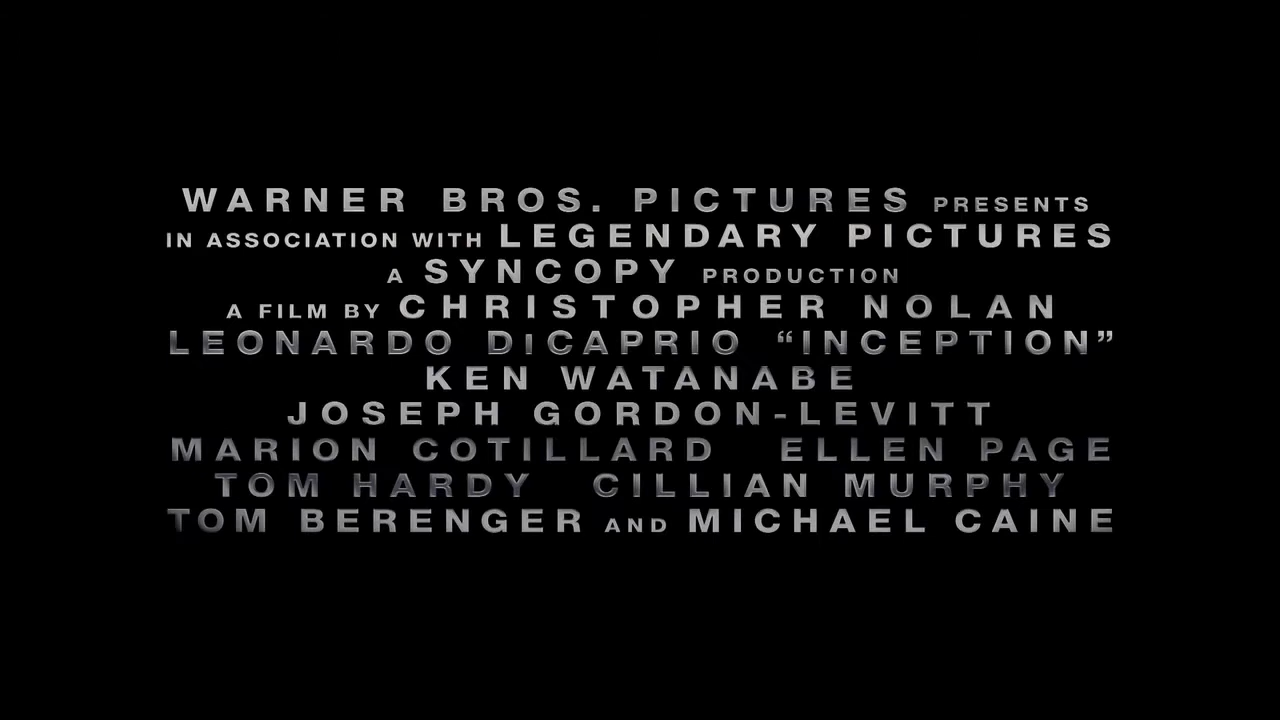 WARNER BROS. PICTURES PRESENTS
IN ASSOCIATION WITH LEGENDARY PICTURES
A SYNCOPY PRODUCTION
A FILM BY CHRISTOPHER NOLAN
LEONARDO DiCAPRIO “INCEPTION”
KEN WATANABE
JOSEPH GORDON-LEVITT
MARION COTILLARD ELLEN PAGE
TOM HARDY CILLIAN MURPHY
TOM BERENGER AND MICHAEL CAINE